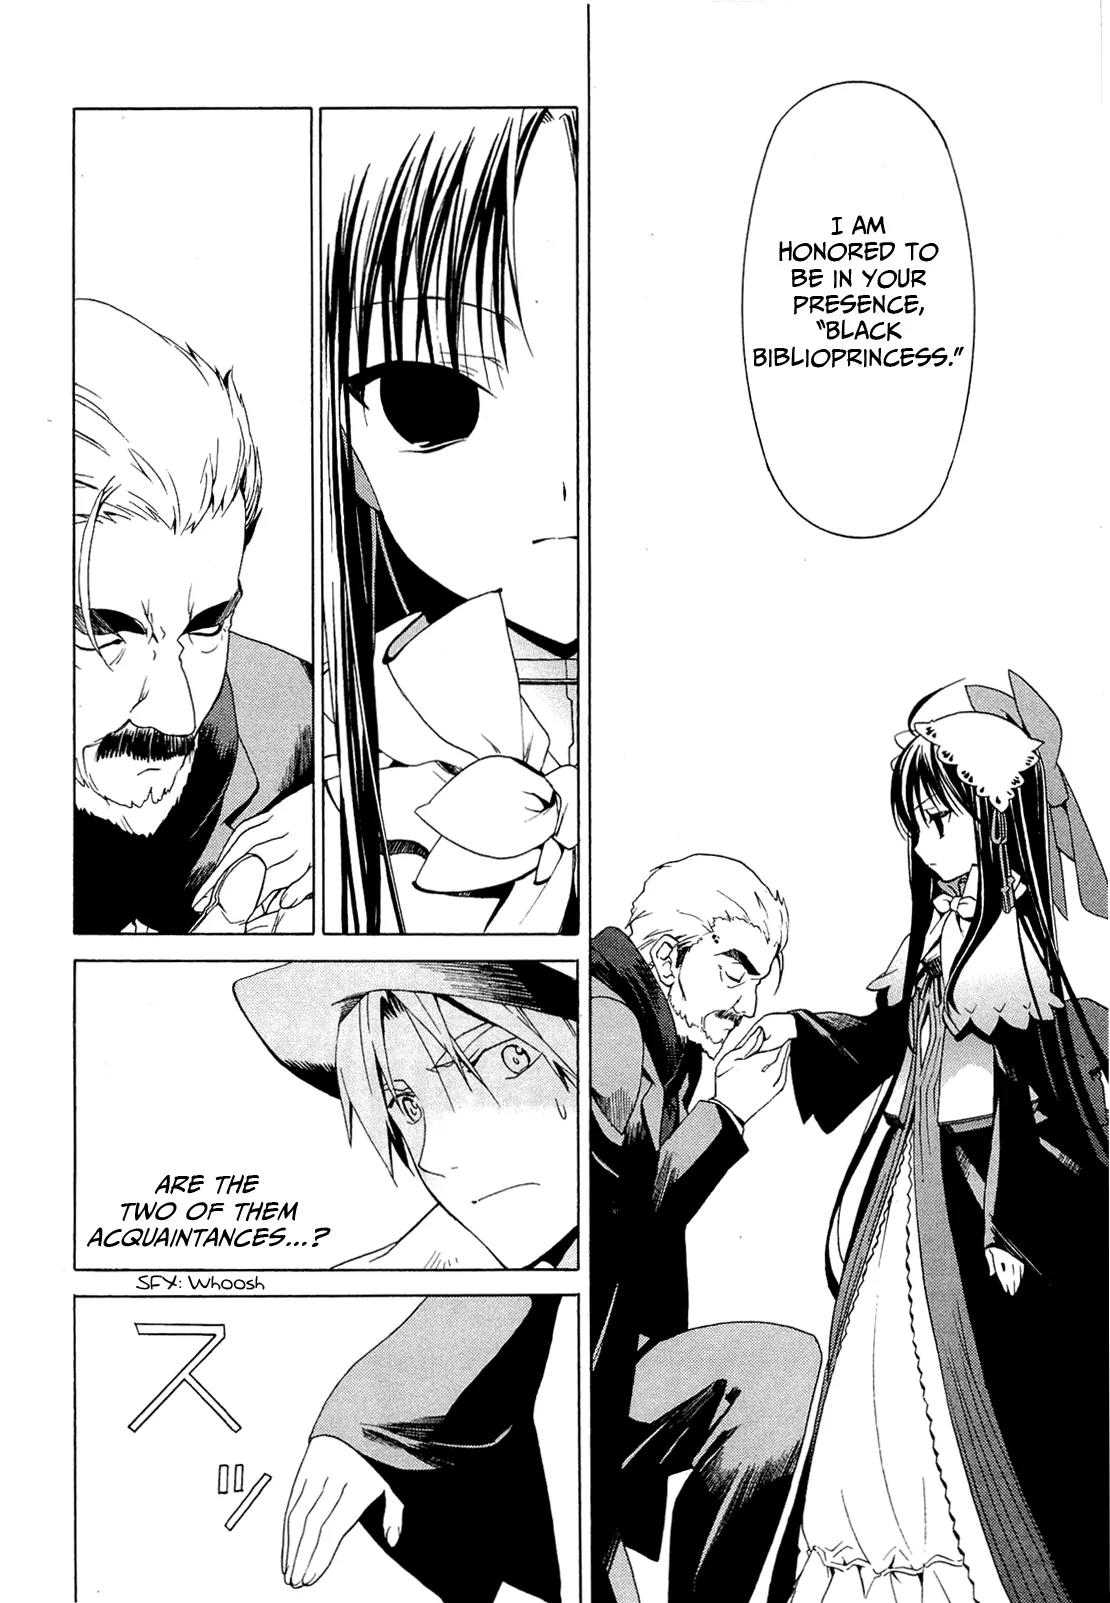 I AM
HONORED TO
BE IN YOUR
PRESENCE,
"BLACK
BIBLIOPRINCESS."
ARE THE
TWO OF THEM
ACQUAINTANCES...?
SFX: Whoosh
スッ